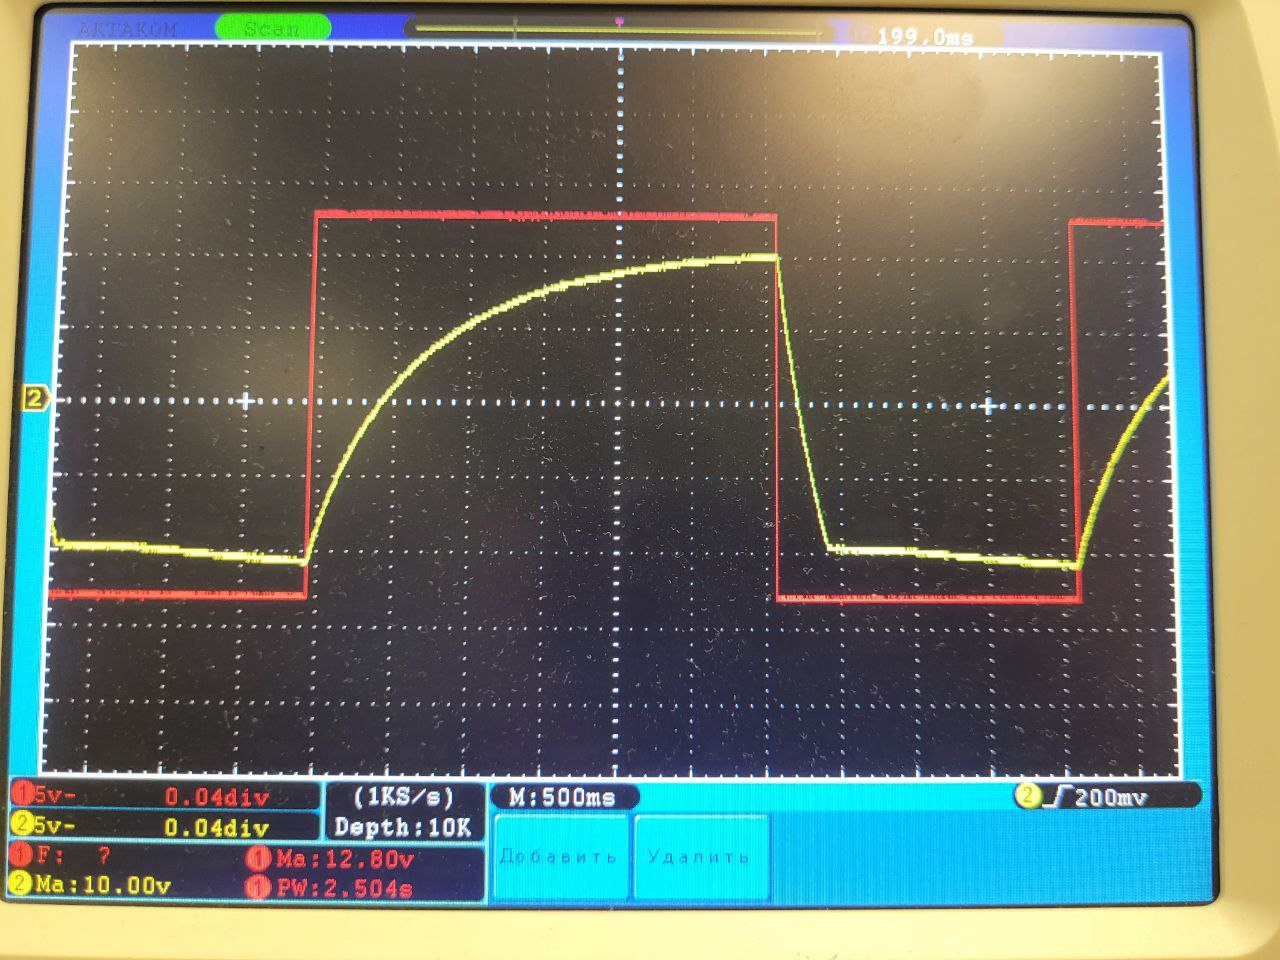 АКТАКОМ Scan 199.0ms
2
1 5v- 0.04div (1KS/s) M:500ms 2 200mv
2 5v- 0.04div Depth:10K
1 F: ? 1 Ma:12.80v Добавить Удалить
2 Ma:10.00v 1 PW:2.504s